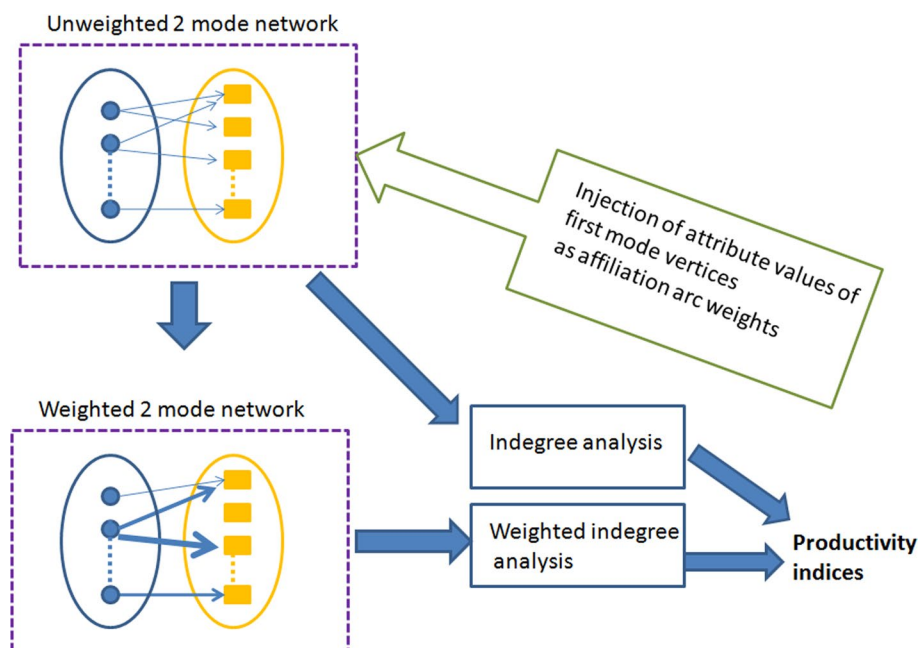 Unweighted 2 mode network
Injection of attribute values of
first mode vertices
as affiliation arc weights
Weighted 2 mode network
Indegree analysis
Weighted indegree
analysis
Productivity
indices